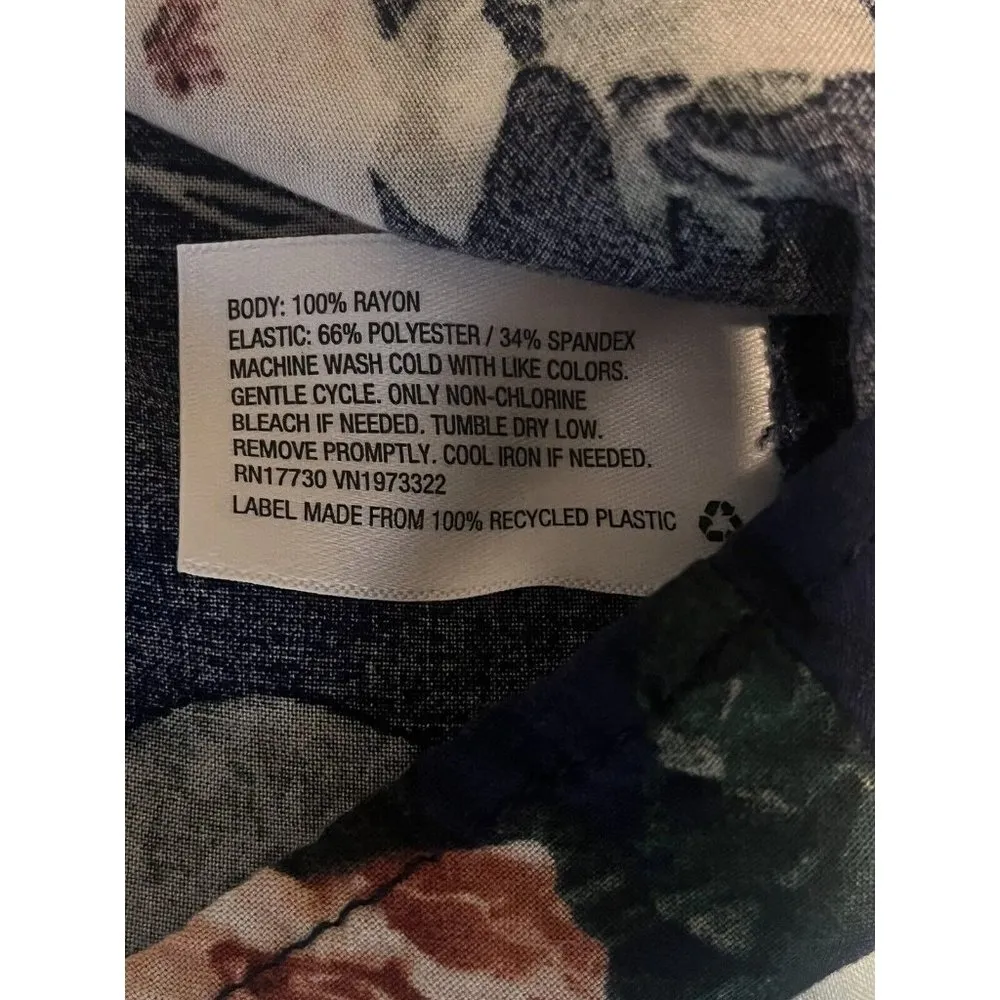 BODY: 100% RAYON
ELASTIC: 66% POLYESTER / 34% SPANDEX
MACHINE WASH COLD WITH LIKE COLORS.
GENTLE CYCLE. ONLY NON-CHLORINE
BLEACH IF NEEDED. TUMBLE DRY LOW.
REMOVE PROMPTLY. COOL IRON IF NEEDED.
RN17730 VN1973322
LABEL MADE FROM 100% RECYCLED PLASTIC